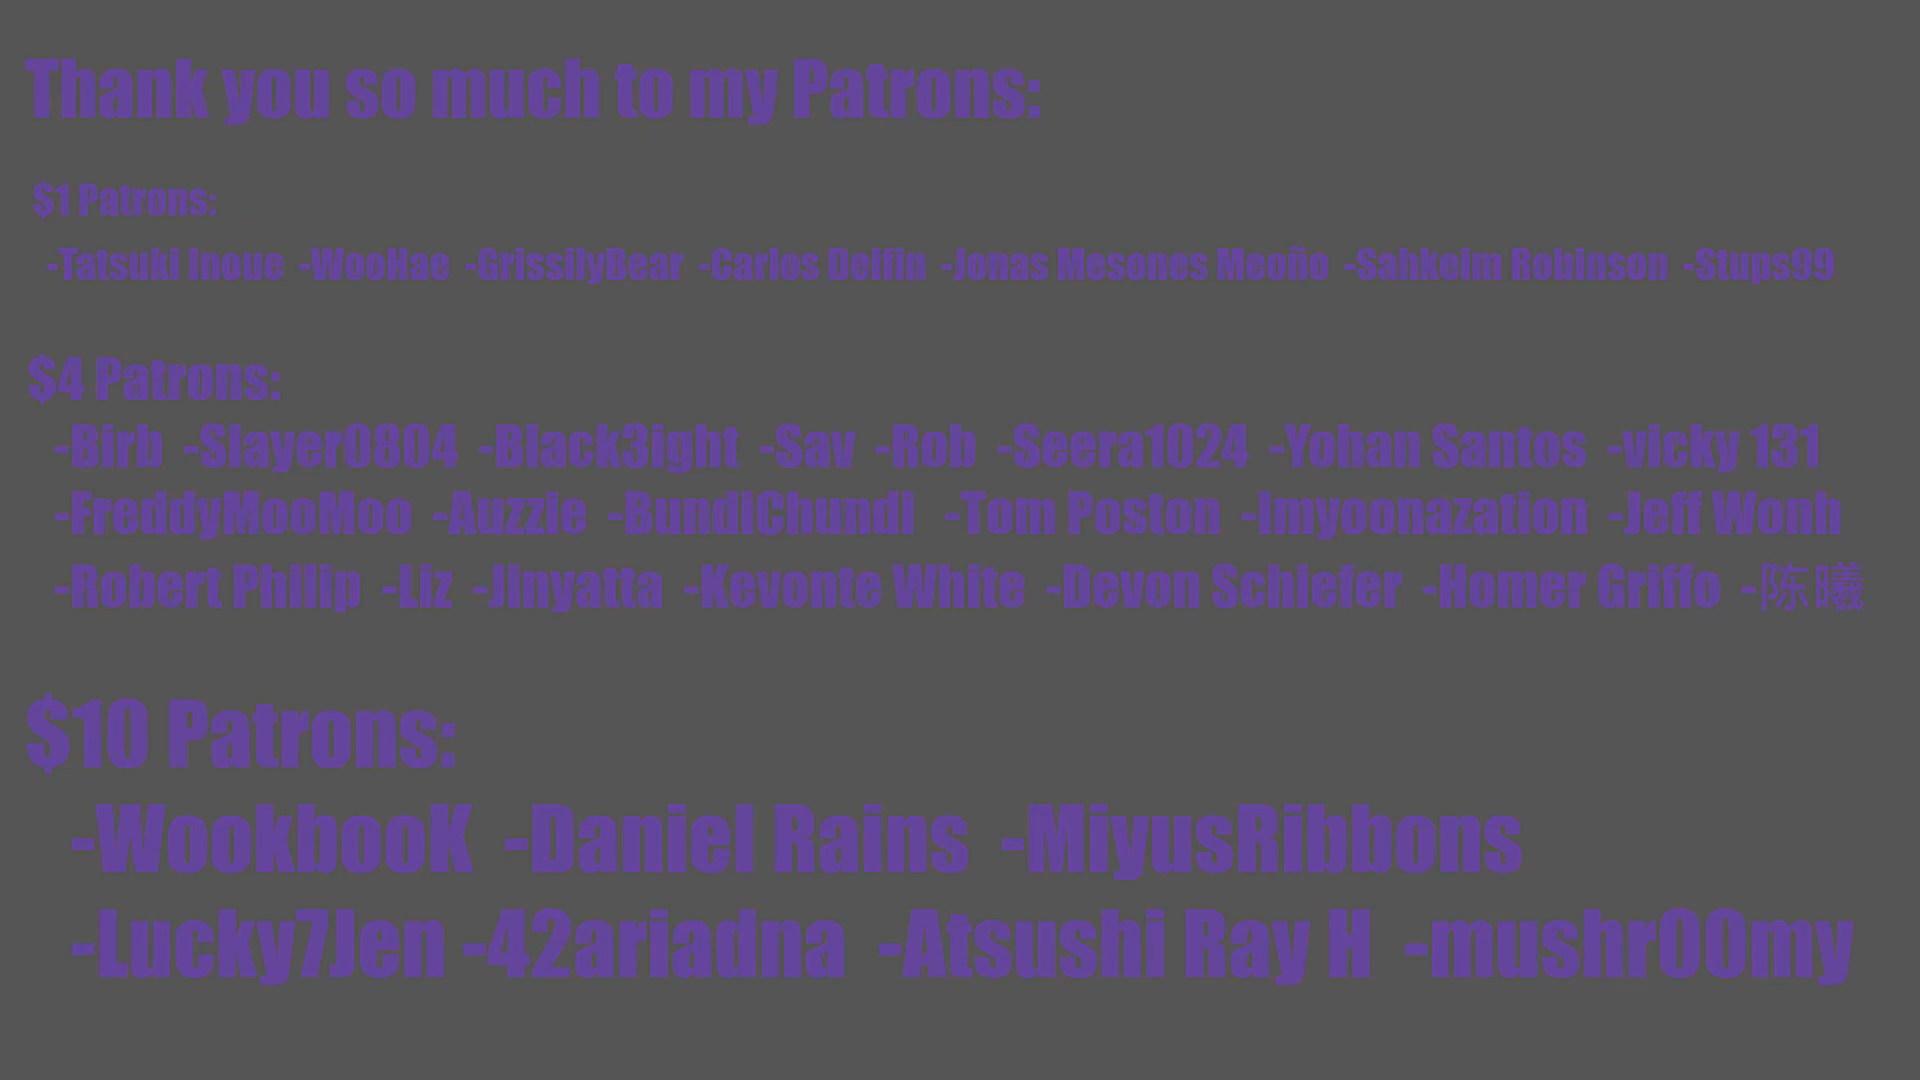 Thank you so much to my Patrons:
$1 Patrons:
-Tatsuki Inoue -WooHae -GrissilyBear -Carlos Delfin -Jonas Mesones Meoño -Sahkeim Robinson -Stups99
$4 Patrons:
-Birb -Slayer0804 -Black3ight -Sav -Rob -Seera1024 -Yohan Santos -vicky 131
-FreddyMooMoo -Auzzie -BundiChundi -Tom Poston -Imyoonazation -Jeff Wonh
-Robert Philip -Liz -Jinyatta -Kevonte White -Devon Schiefer -Homer Griffo -陈曦
$10 Patrons:
-WookbooK -Daniel Rains -MiyusRibbons
-Lucky7Jen -42ariadna -Atsushi Ray H -mushr00my